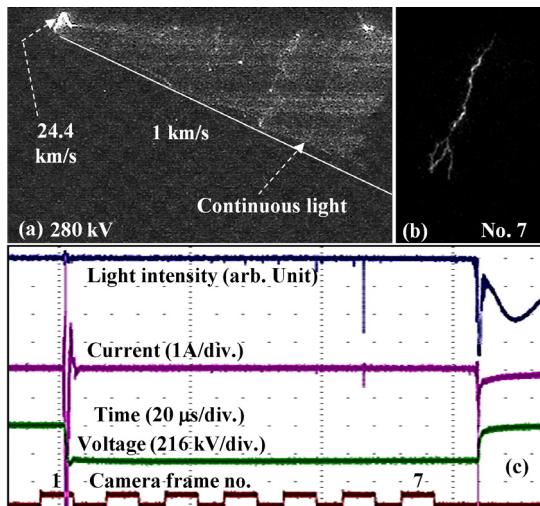 24.4
km/s
1 km/s
Continuous light
(a) 280 kV
(b)
No. 7
Light intensity (arb. Unit)
Current (1A/div.)
Time (20 μs/div.)
Voltage (216 kV/div.)
(c)
1
Camera frame no.
7